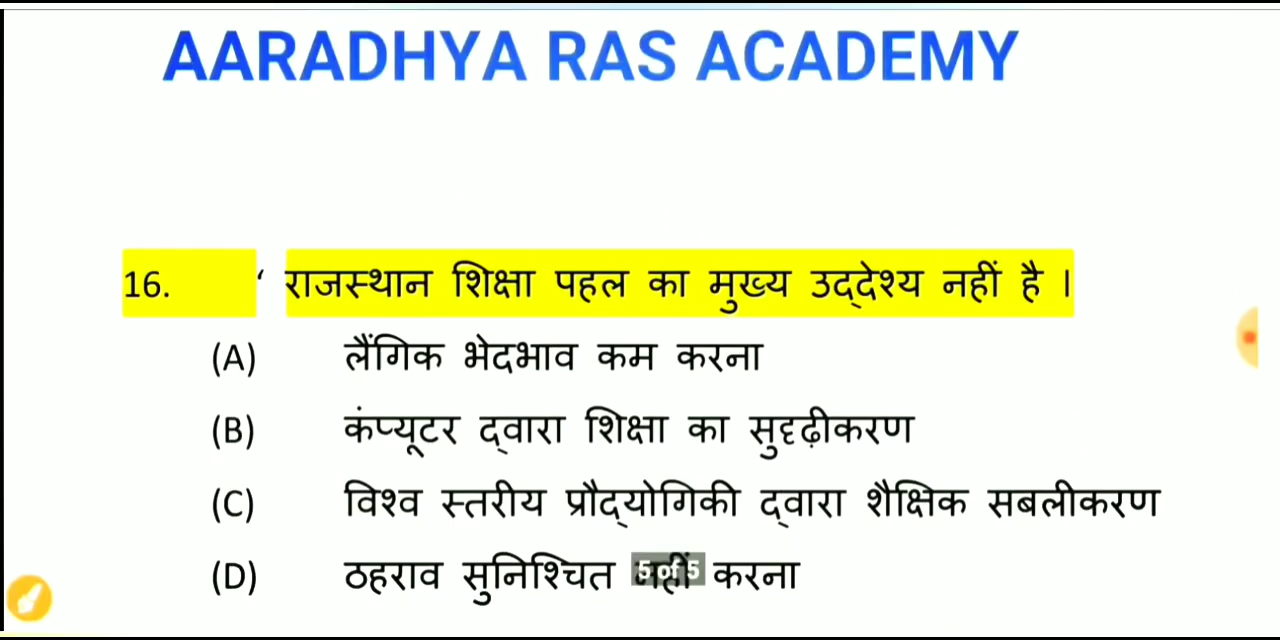 AARADHYA RAS ACADEMY
16. ‘ राजस्थान शिक्षा पहल का मुख्य उद्देश्य नहीं है ।
(A) लैंगिक भेदभाव कम करना
(B) कंप्यूटर द्वारा शिक्षा का सुदृढ़ीकरण
(C) विश्व स्तरीय प्रौद्योगिकी द्वारा शैक्षिक सबलीकरण
(D) ठहराव सुनिश्चित नहीं करना
5 of 5